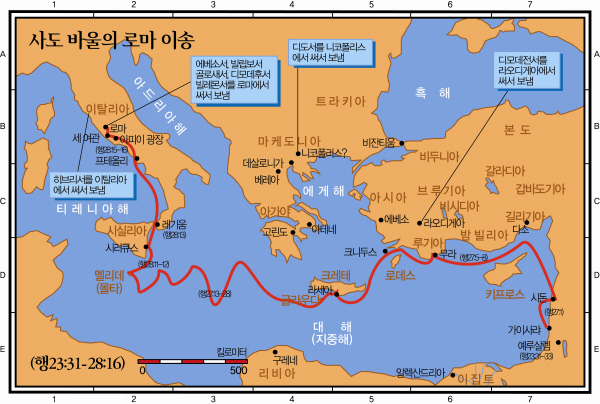 1 2 3 4 5 6 7
사도 바울의 로마 이송
에베소서, 빌립보서
골로새서, 디모데후서
빌레몬서를 로마에서
써서 보냄
디도서를 니코폴리스
에서 써서 보냄
디모데전서를
라오디게아에서
써서 보냄
A
A
아드리아해
흑 해
트라키아
이탈리아
로마
세 여관
아피아 광장
(행28:15-16)
프테올리
마케도니아
니코폴리스?
데살로니가
베레아
비잔티움
본 도
비두니아
B
B
갈라디아
갑바도기아
히브리서를 이탈리아
에서 써서 보냄
에게해
아시아
브루기아
비시디아
C
C
티레니아해
아가야
에베소
라오디게아
길리기아
시실리아
레기움
(행28:13)
고린도
아테네
밤빌리아
다소
시러큐스
크니두스
루기아
무라
(행27:5-8)
(행28:11-12)
D
D
멜리데
(몰타)
크레테
로데스
라세아
글라우다
(행27:13-28)
키프로스
시돈
(행27:1)
대 해
(지중해)
가이사랴
예루살렘
(행23:31-33)
E
E
(행23:31-28:16)
킬로미터
0 500
구레네
리비아
알렉산드리아
이집트
1 2 3 4 5 6 7